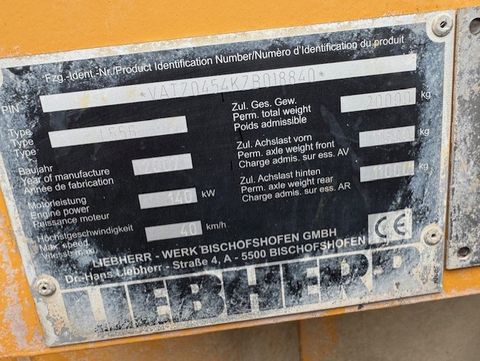 Fzg.-Ident.-Nr./Product Identification Number/Numéro d'Identification du produit
PIN *VATZ0454KZB018840*
Type
Type
Type
L556
Baujahr
Year of manufacture
Année de fabrication
Motorleistung
Engine power
Reissance moteur
140 kW
Höchstgeschwindigkeit
Max. speed
Vitesse maxi
40 km/h
Zul. Ges. Gew.
Perm. total weight
Poids admissible
20000 kg
Zul. Achslast vorn
Perm. axle weight front
Charge admis. sur ess. AV
kg
Zul. Achslast hinten
Perm. axle weight rear
Charge admis. sur ess. AR
kg
CE
LIEBHERR - WERK BISCHOFSHOFEN GMBH
Dr.-Hans Liebherr - Straße 4, A - 5500 BISCHOFSHOFEN
LIEBHERR